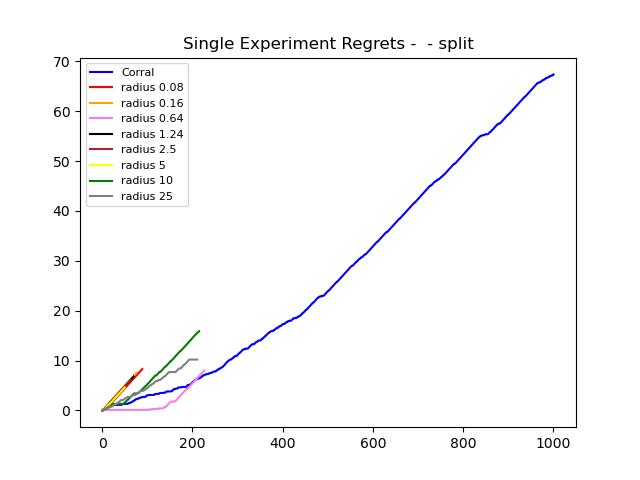 Single Experiment Regrets -  - split
70
60
50
40
30
20
10
0
Corral
radius 0.08
radius 0.16
radius 0.64
radius 1.24
radius 2.5
radius 5
radius 10
radius 25
0 200 400 600 800 1000